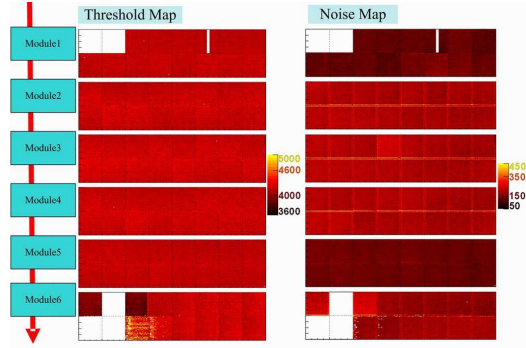 Threshold Map
Noise Map
Module1
Module2
Module3
Module4
Module5
Module6
5000
4600
4000
3600
450
350
150
50